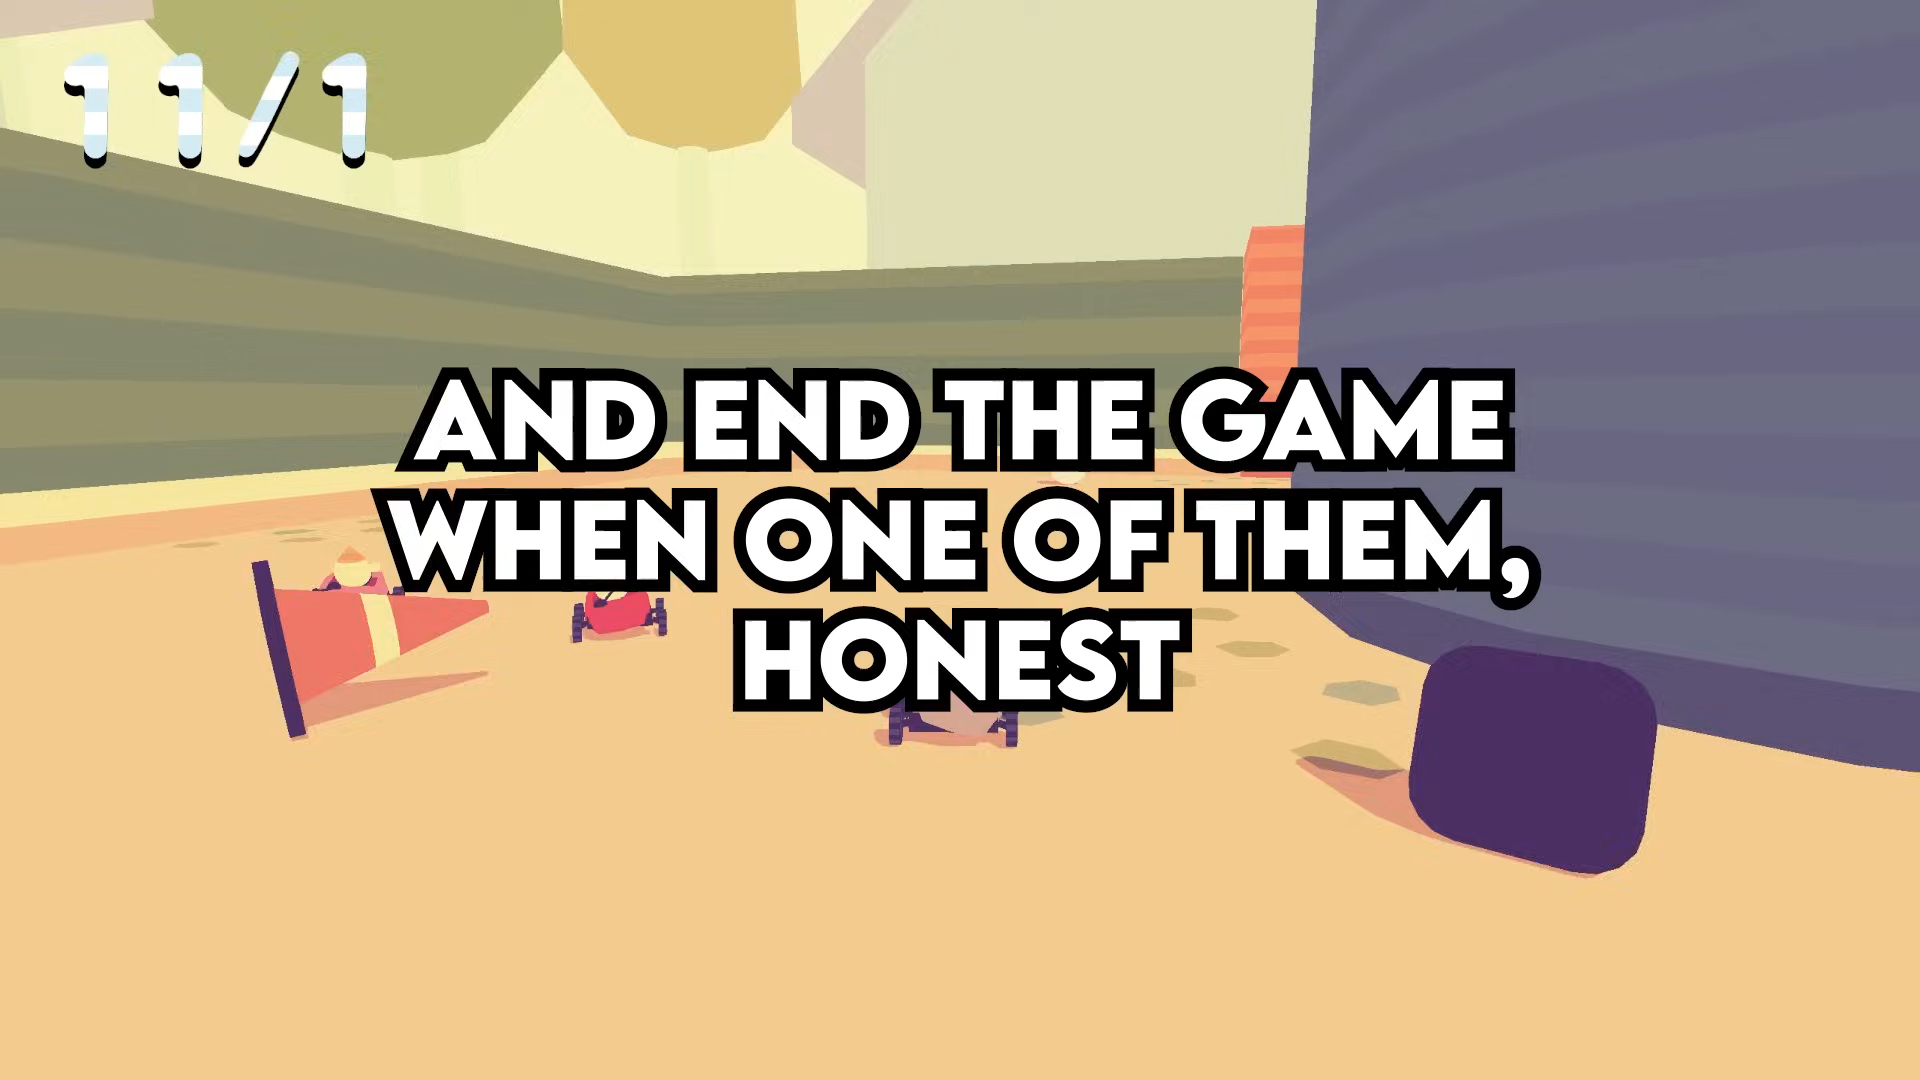 11/1
AND END THE GAME
WHEN ONE OF THEM,
HONEST